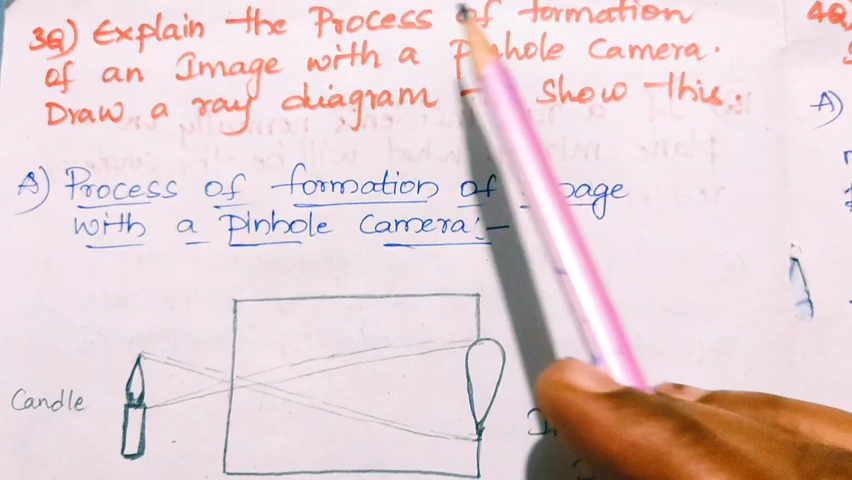 3Q) Explain the Process of formation
of an Image with a Pinhole Camera.
Draw a ray diagram show this.
A) Process of formation of Image
with a Pinhole Camera:-
Candle
4Q)
A)